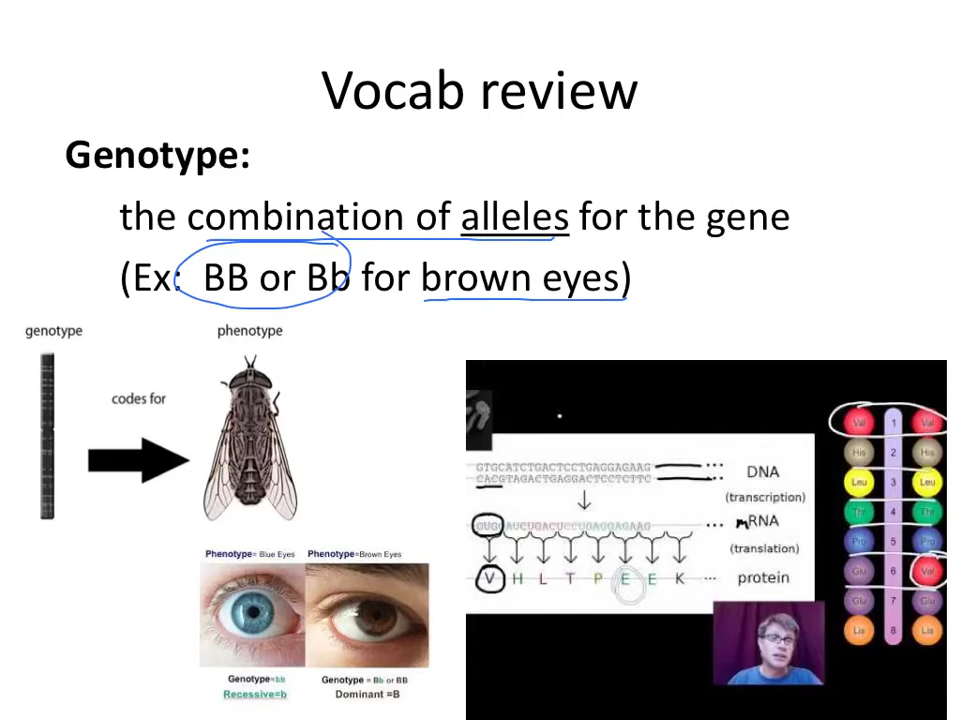 Vocab review
Genotype:
the combination of alleles for the gene
(Ex: BB or Bb for brown eyes)
genotype
phenotype
codes for
Phenotype= Blue Eyes
Phenotype=Brown Eyes
Genotype=bb
Recessive=b
Genotype = Bb or BB
Dominant =B
GTGCATCTGACTCCTGAGGAGAAG ...
DNA
CACGTAGACTGAGGACTCCTCTTC ...
(transcription)
GUGCAUCUGACUCCUGAGGAGAAG ...
mRNA
(translation)
V H L T P E E K ...
protein
Val 1 Val
His 2 His
Leu 3 Leu
Thr 4 Thr
Pro 5 Pro
Glu 6 Val
Glu 7 Glu
Lis 8 Lis